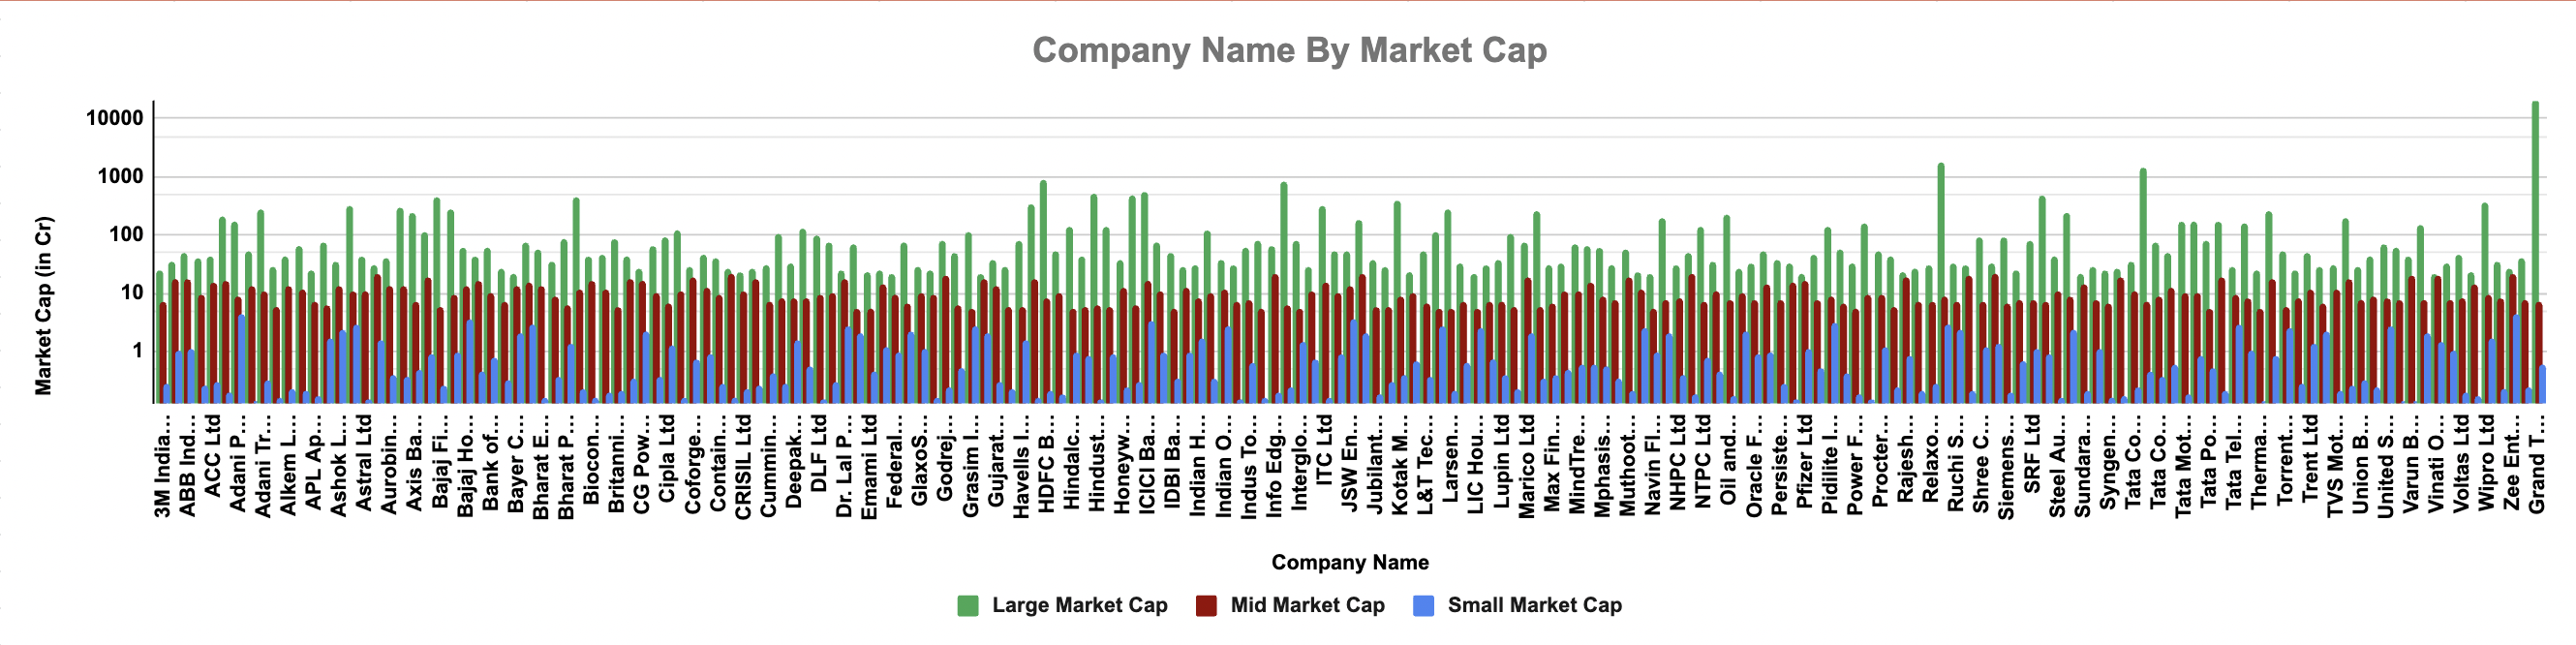 Company Name By Market Cap
Market Cap (in Cr)
10000
1000
100
10
1
3M India...
ABB Ind...
ACC Ltd
Adani P...
Adani Tr...
Alkem L...
APL Ap...
Ashok L...
Astral Ltd
Aurobin...
Axis Ba...
Bajaj Fi...
Bajaj Ho...
Bank of...
Bayer C...
Bharat E...
Bharat P...
Biocon...
Britanni...
CG Pow...
Cipla Ltd
Coforge...
Contain...
CRISIL Ltd
Cummin...
Deepak...
DLF Ltd
Dr. Lal P...
Emami Ltd
Federal...
GlaxoS...
Godrej...
Grasim I...
Gujarat...
Havells I...
HDFC B...
Hindalc...
Hindust...
Honeyw...
ICICI Ba...
IDBI Ba...
Indian H...
Indian O...
Indus To...
Info Edg...
Interglo...
ITC Ltd
JSW En...
Jubilant...
Kotak M...
L&T Tec...
Larsen...
LIC Hou...
Lupin Ltd
Marico Ltd
Max Fin...
MindTre...
Mphasis...
Muthoot...
Navin Fl...
NHPC Ltd
NTPC Ltd
Oil and...
Oracle F...
Persiste...
Pfizer Ltd
Pidilite I...
Power F...
Procter...
Rajesh...
Relaxo...
Ruchi S...
Shree C...
Siemens...
SRF Ltd
Steel Au...
Sundara...
Syngen...
Tata Co...
Tata Co...
Tata Mot...
Tata Po...
Tata Tel...
Therma...
Torrent...
Trent Ltd
TVS Mot...
Union B...
United S...
Varun B...
Vinati O...
Voltas Ltd
Wipro Ltd
Zee Ent...
Grand T...
Company Name
Large Market Cap
Mid Market Cap
Small Market Cap